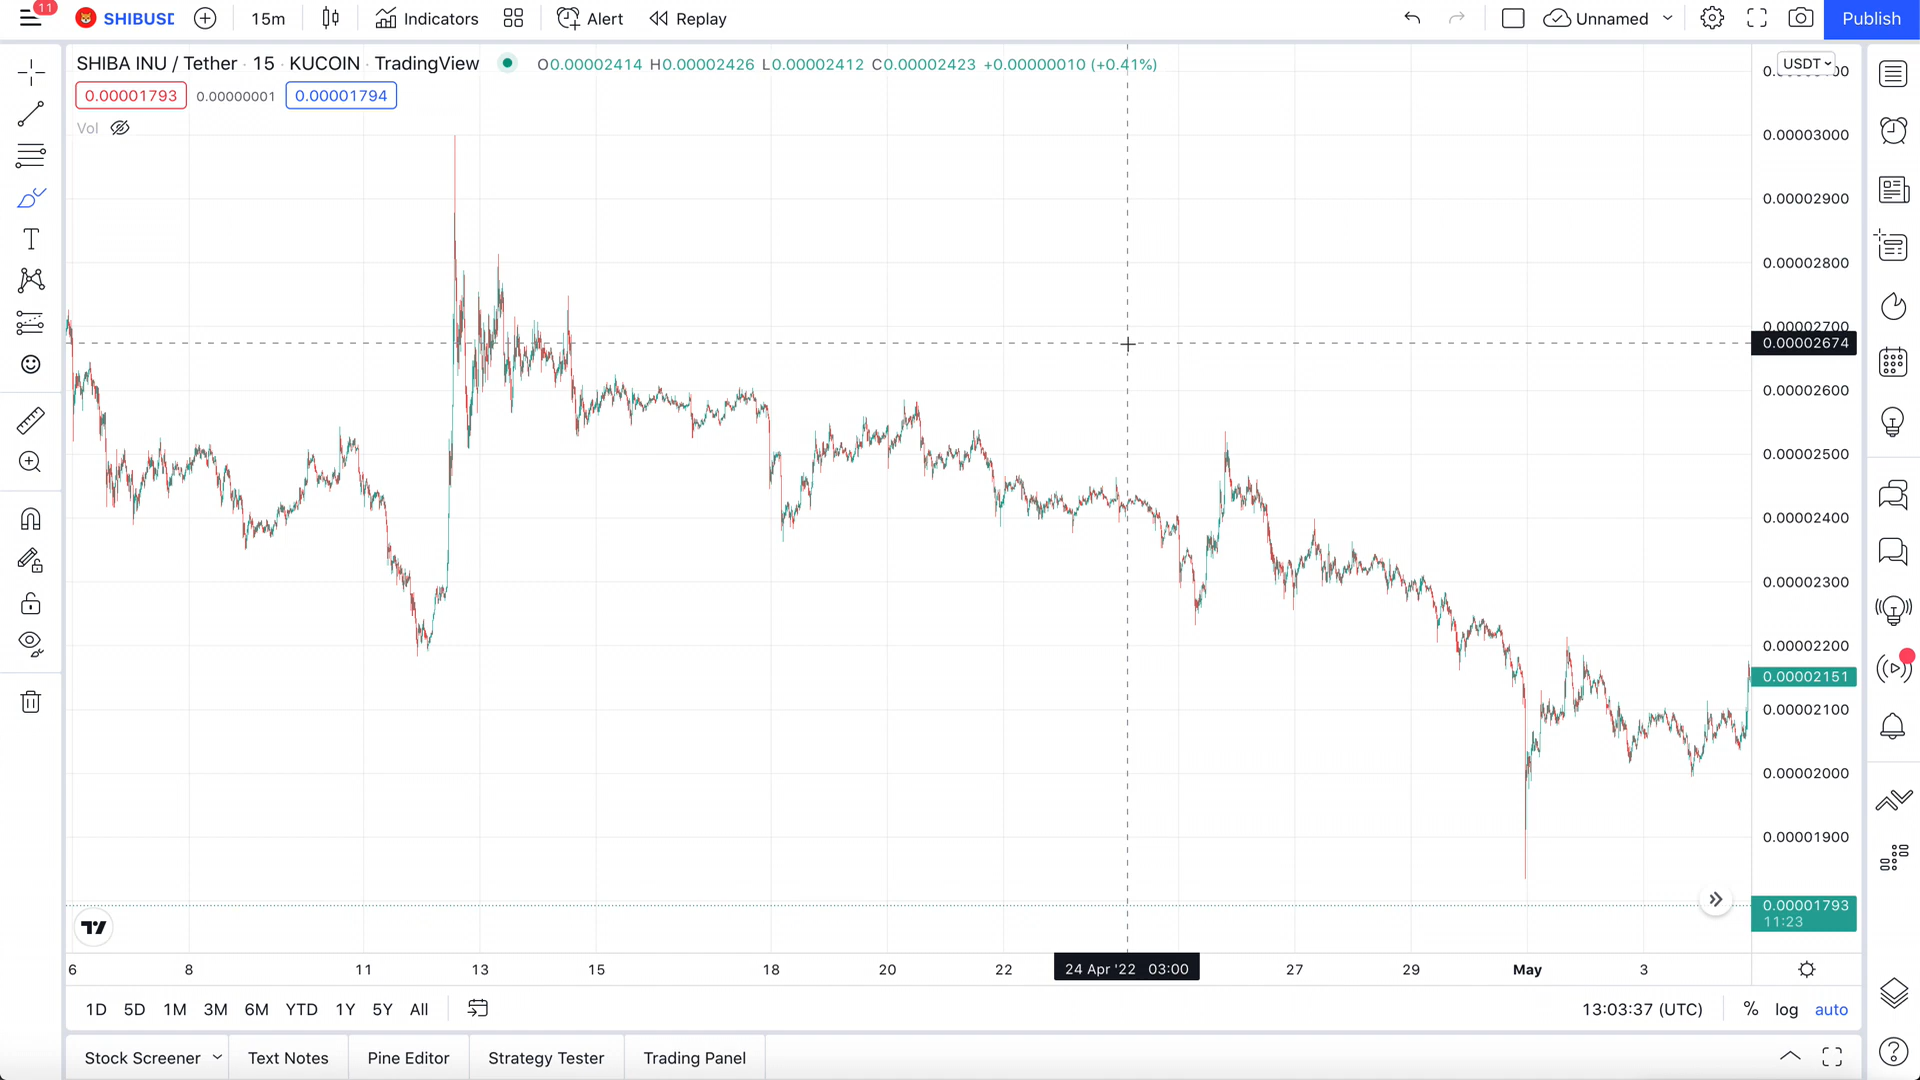 11
SHIBUSD
15m
Indicators
Alert
Replay
Unnamed
Publish
SHIBA INU / Tether · 15 · KUCOIN · TradingView
O0.00002414 H0.00002426 L0.00002412 C0.00002423 +0.00000010 (+0.41%)
USDT
0.00001793
0.00000001
0.00001794
Vol
0.00003000
0.00002900
0.00002800
0.00002700
0.00002674
0.00002600
0.00002500
0.00002400
0.00002300
0.00002200
0.00002151
0.00002100
0.00002000
0.00001900
0.00001793
11:23
6 8 11 13 15 18 20 22 24 Apr '22 03:00 27 29 May 3
1D 5D 1M 3M 6M YTD 1Y 5Y All
13:03:37 (UTC)
% log auto
Stock Screener
Text Notes
Pine Editor
Strategy Tester
Trading Panel